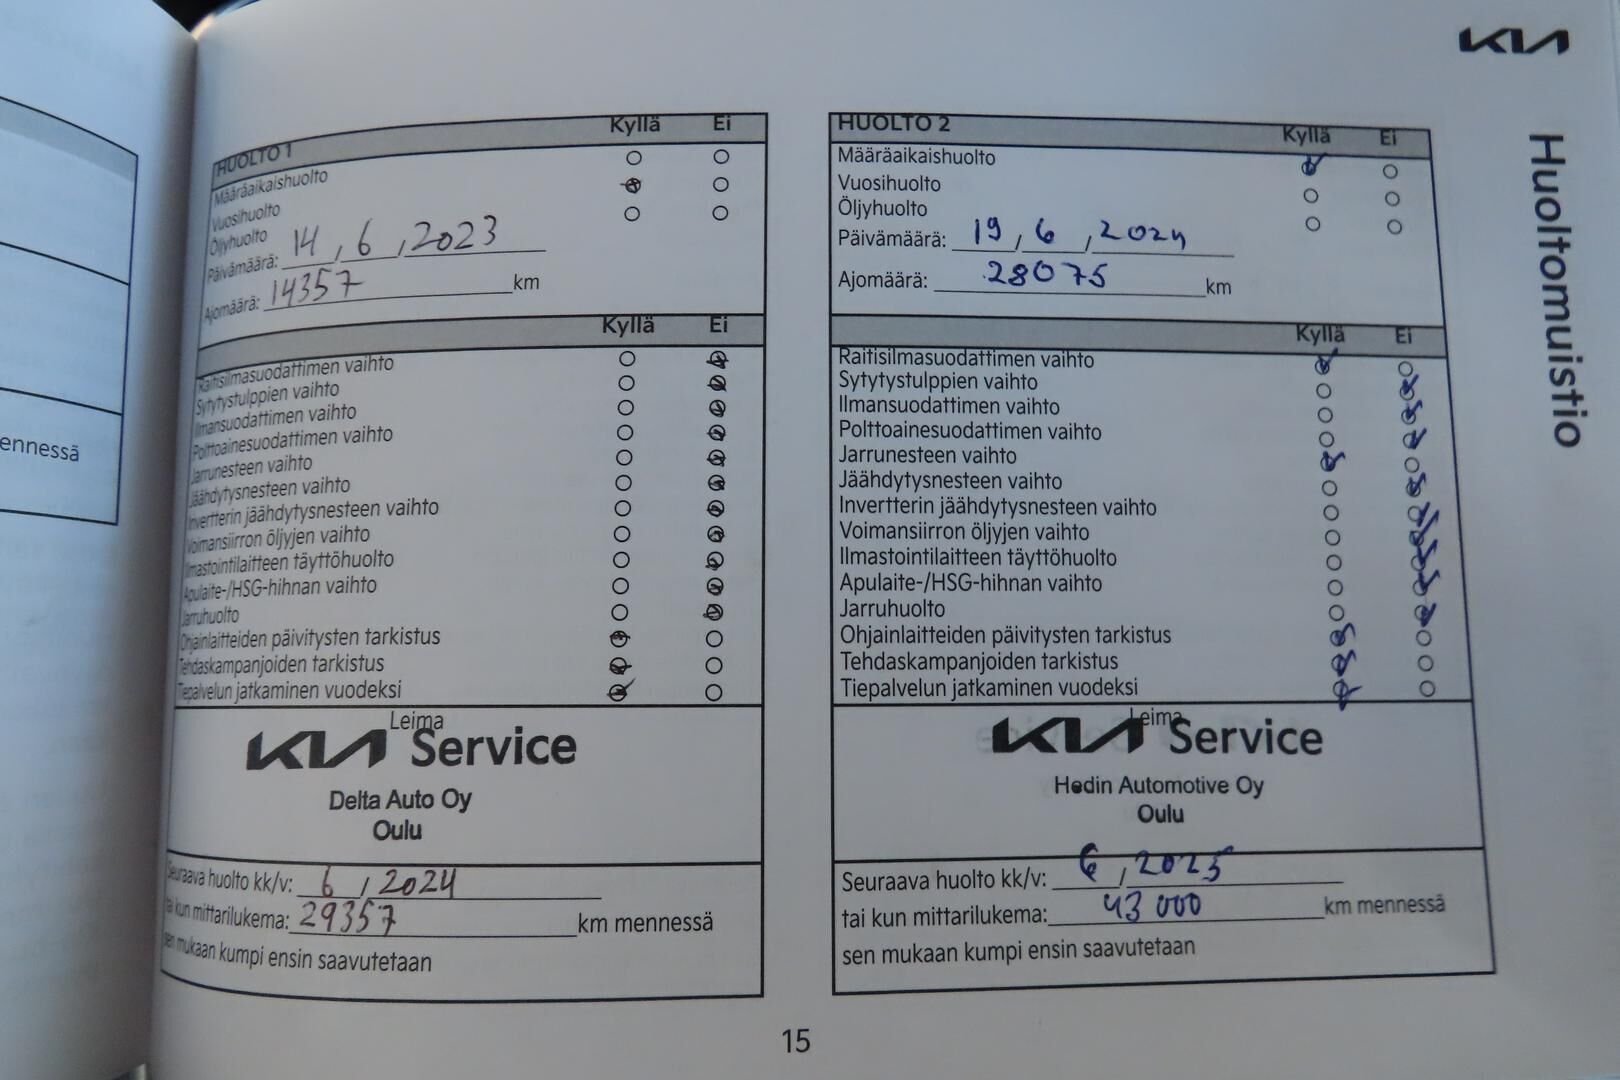 ennessä
KIA
Huoltomuistio
HUOLTO 1 Kyllä Ei
Määräaikaishuolto
Vuosihuolto
Öljyhuolto
Päivämäärä: 14, 6, 2023
Ajomäärä: 14357 km
Kyllä Ei
Raitisilmasuodattimen vaihto
Sytytystulppien vaihto
Ilmansuodattimen vaihto
Polttoainesuodattimen vaihto
Jarrunesteen vaihto
Jäähdytysnesteen vaihto
Invertterin jäähdytysnesteen vaihto
Voimansiirron öljyjen vaihto
Ilmastointilaitteen täyttöhuolto
Apulaite-/HSG-hihnan vaihto
Jarruhuolto
Ohjainlaitteiden päivitysten tarkistus
Tehdaskampanjoiden tarkistus
Tiepalvelun jatkaminen vuodeksi
Leima
KIA Service
Delta Auto Oy
Oulu
Seuraava huolto kk/v: 6, 2024
tai kun mittarilukema: 29357 km mennessä
sen mukaan kumpi ensin saavutetaan
HUOLTO 2 Kyllä Ei
Määräaikaishuolto
Vuosihuolto
Öljyhuolto
Päivämäärä: 19, 6, 2024
Ajomäärä: 28075 km
Kyllä Ei
Raitisilmasuodattimen vaihto
Sytytystulppien vaihto
Ilmansuodattimen vaihto
Polttoainesuodattimen vaihto
Jarrunesteen vaihto
Jäähdytysnesteen vaihto
Invertterin jäähdytysnesteen vaihto
Voimansiirron öljyjen vaihto
Ilmastointilaitteen täyttöhuolto
Apulaite-/HSG-hihnan vaihto
Jarruhuolto
Ohjainlaitteiden päivitysten tarkistus
Tehdaskampanjoiden tarkistus
Tiepalvelun jatkaminen vuodeksi
Leima
KIA Service
Hedin Automotive Oy
Oulu
Seuraava huolto kk/v: 6, 2025
tai kun mittarilukema: 43 000 km mennessä
sen mukaan kumpi ensin saavutetaan
15